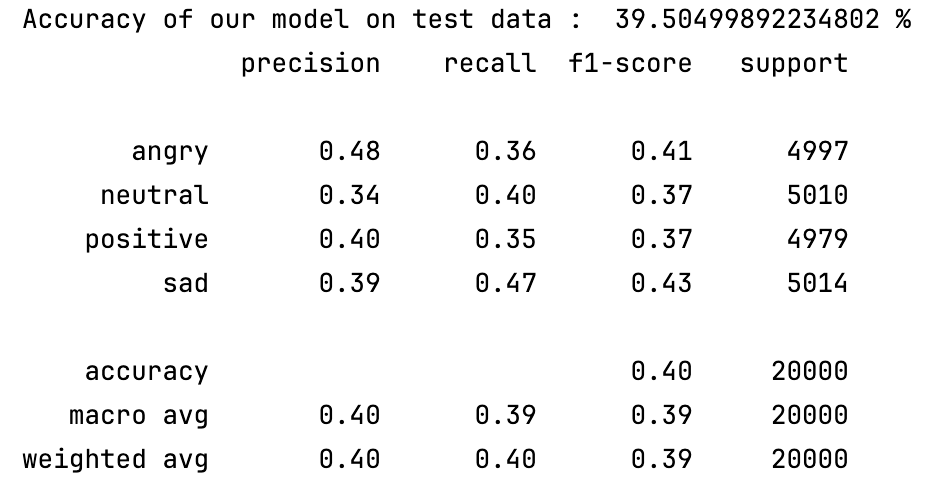 Accuracy of our model on test data :  39.50499892234802 %
              precision    recall  f1-score   support

       angry       0.48      0.36      0.41      4997
     neutral       0.34      0.40      0.37      5010
    positive       0.40      0.35      0.37      4979
         sad       0.39      0.47      0.43      5014

    accuracy                           0.40     20000
   macro avg       0.40      0.39      0.39     20000
weighted avg       0.40      0.40      0.39     20000